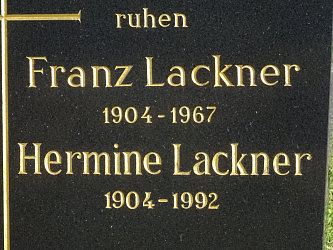 ruhen
Franz Lackner
1904-1967
Hermine Lackner
1904-1992